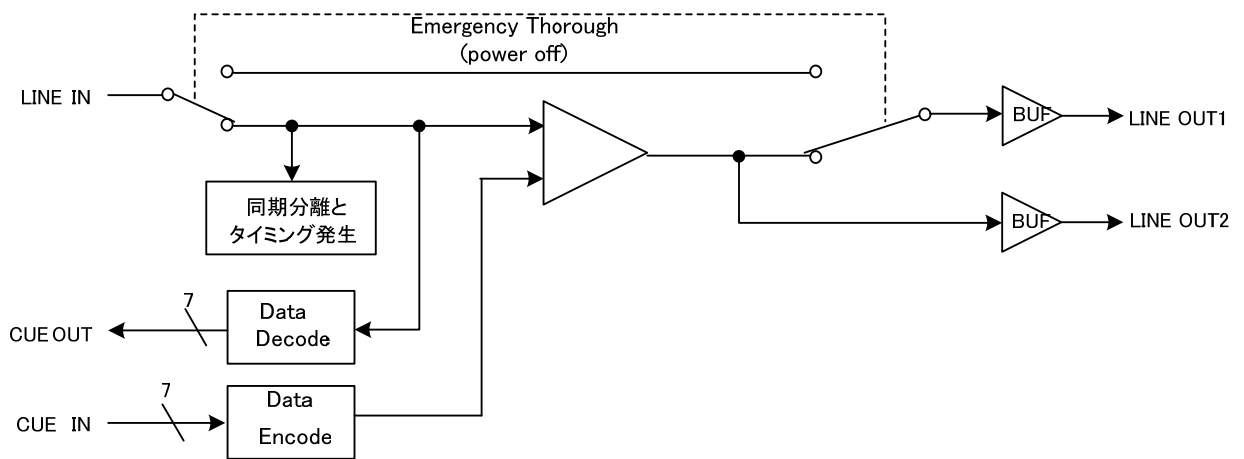 Emergency Thorough
(power off)
LINE IN
BUF
LINE OUT1
同期分離と
タイミング発生
BUF
LINE OUT2
7
Data
Decode
CUE OUT
7
Data
Encode
CUE IN